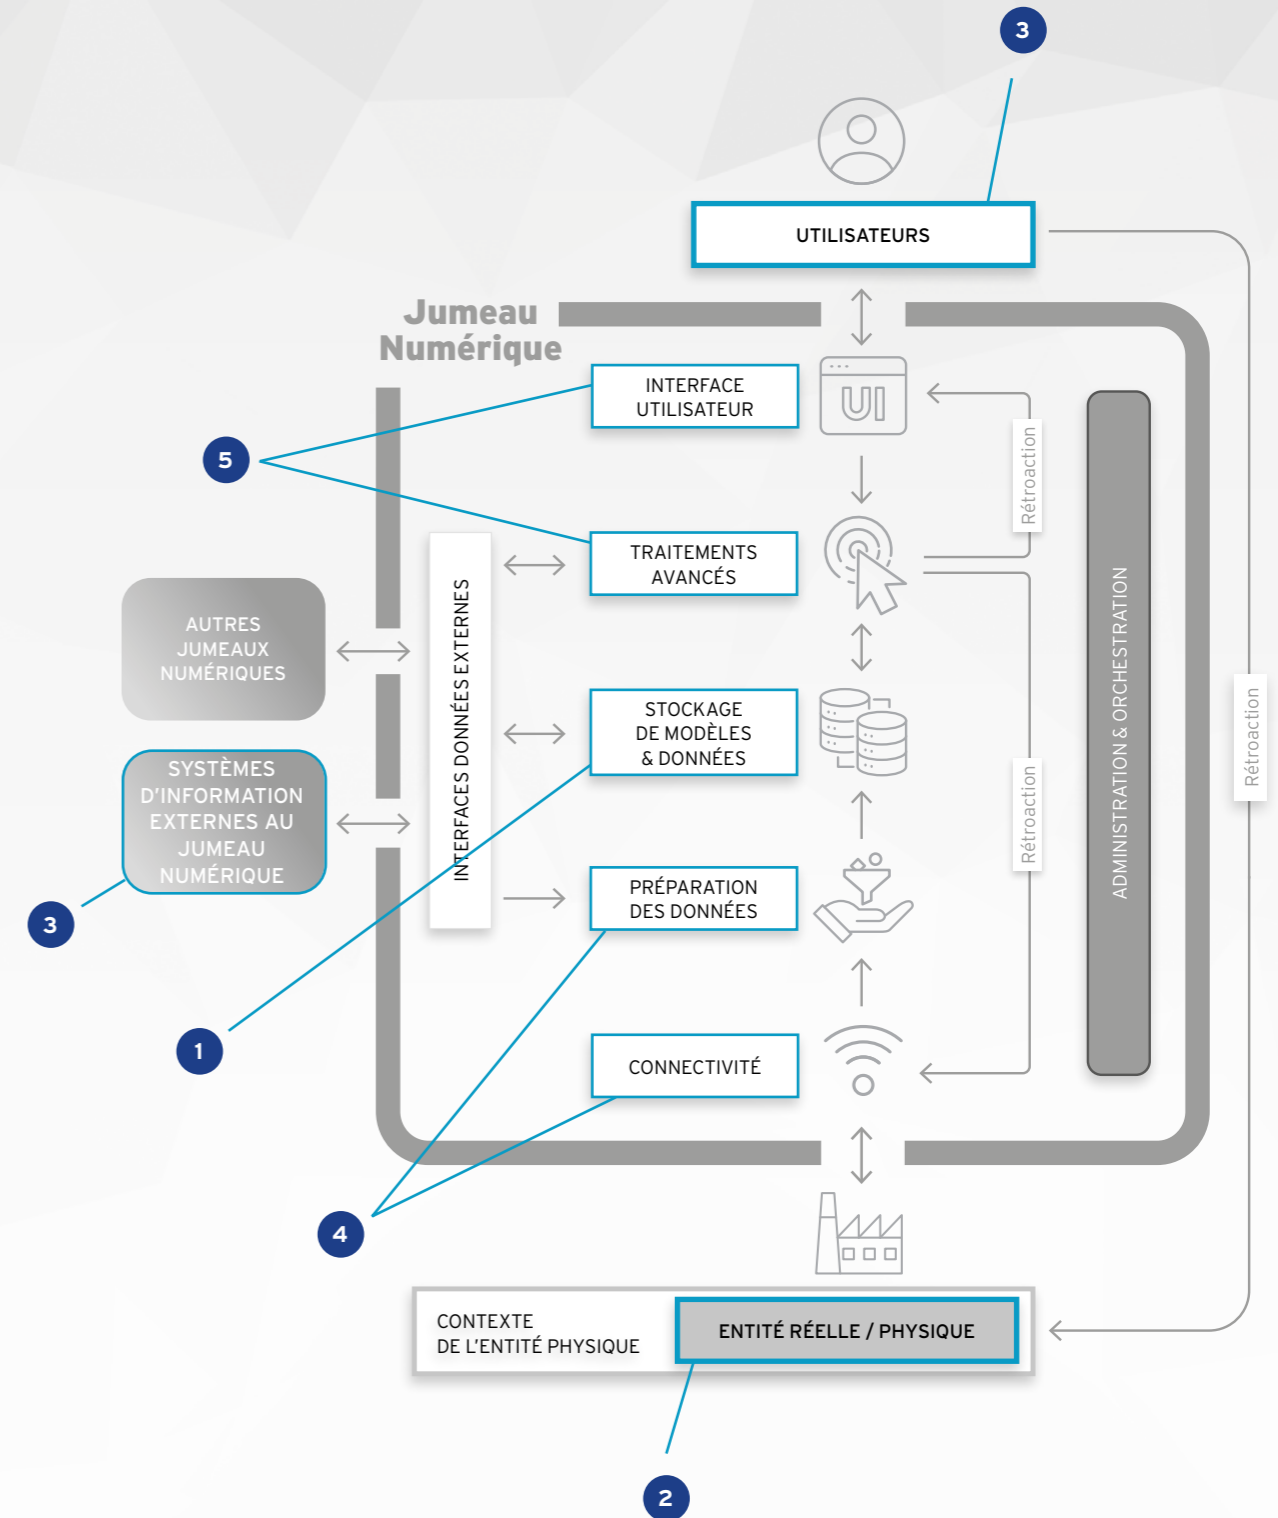 3
UTILISATEURS
Jumeau
Numérique
INTERFACE
UTILISATEUR
UI
5
Rétroaction
TRAITEMENTS
AVANCÉS
INTERFACES DONNÉES EXTERNES
ADMINISTRATION & ORCHESTRATION
AUTRES
JUMEAUX
NUMÉRIQUES
STOCKAGE
DE MODÈLES
& DONNÉES
Rétroaction
Rétroaction
SYSTÈMES
D'INFORMATION
EXTERNES AU
JUMEAU
NUMÉRIQUE
3
PRÉPARATION
DES DONNÉES
1
CONNECTIVITÉ
4
CONTEXTE
DE L'ENTITÉ PHYSIQUE
ENTITÉ RÉELLE / PHYSIQUE
2